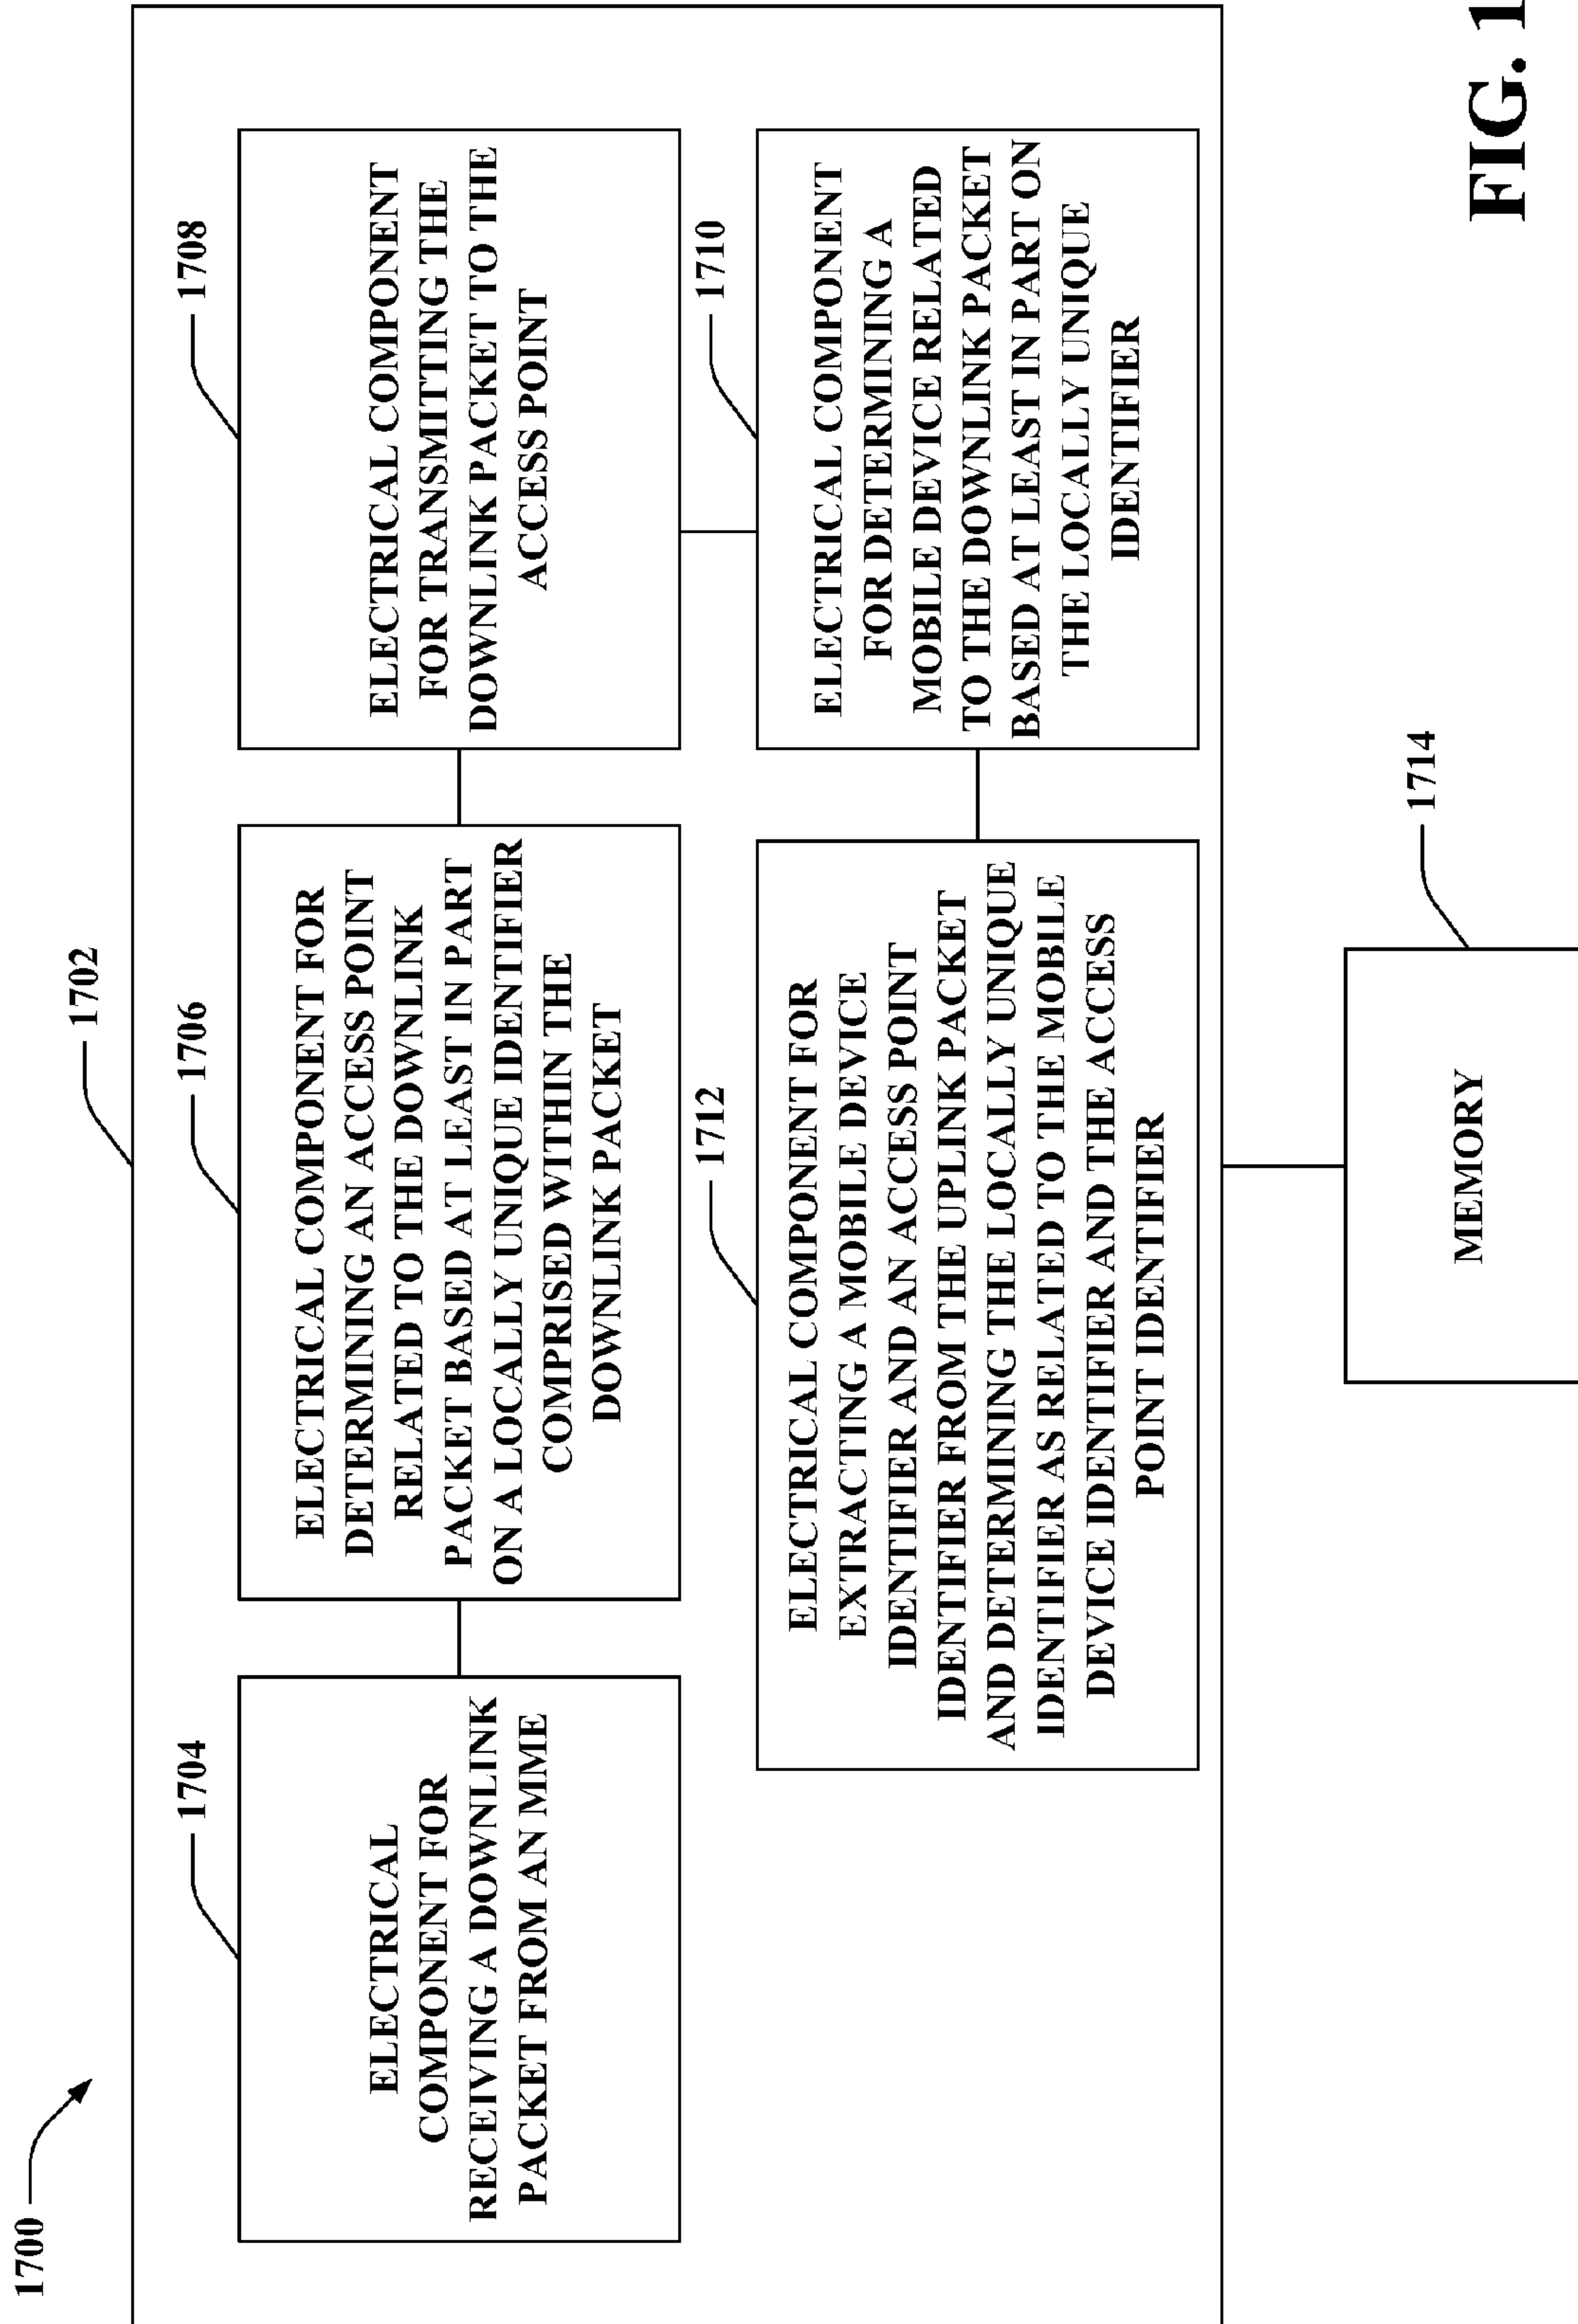 1700
1702
1704
ELECTRICAL
COMPONENT FOR
RECEIVING A DOWNLINK
PACKET FROM AN MME
1706
ELECTRICAL COMPONENT FOR
DETERMINING AN ACCESS POINT
RELATED TO THE DOWNLINK
PACKET BASED AT LEAST IN PART
ON A LOCALLY UNIQUE IDENTIFIER
COMPRISED WITHIN THE
DOWNLINK PACKET
1708
ELECTRICAL COMPONENT
FOR TRANSMITTING THE
DOWNLINK PACKET TO THE
ACCESS POINT
1712
ELECTRICAL COMPONENT FOR
EXTRACTING A MOBILE DEVICE
IDENTIFIER AND AN ACCESS POINT
IDENTIFIER FROM THE UPLINK PACKET
AND DETERMINING THE LOCALLY UNIQUE
IDENTIFIER AS RELATED TO THE MOBILE
DEVICE IDENTIFIER AND THE ACCESS
POINT IDENTIFIER
1710
ELECTRICAL COMPONENT
FOR DETERMINING A
MOBILE DEVICE RELATED
TO THE DOWNLINK PACKET
BASED AT LEAST IN PART ON
THE LOCALLY UNIQUE
IDENTIFIER
1714
MEMORY
FIG. 1